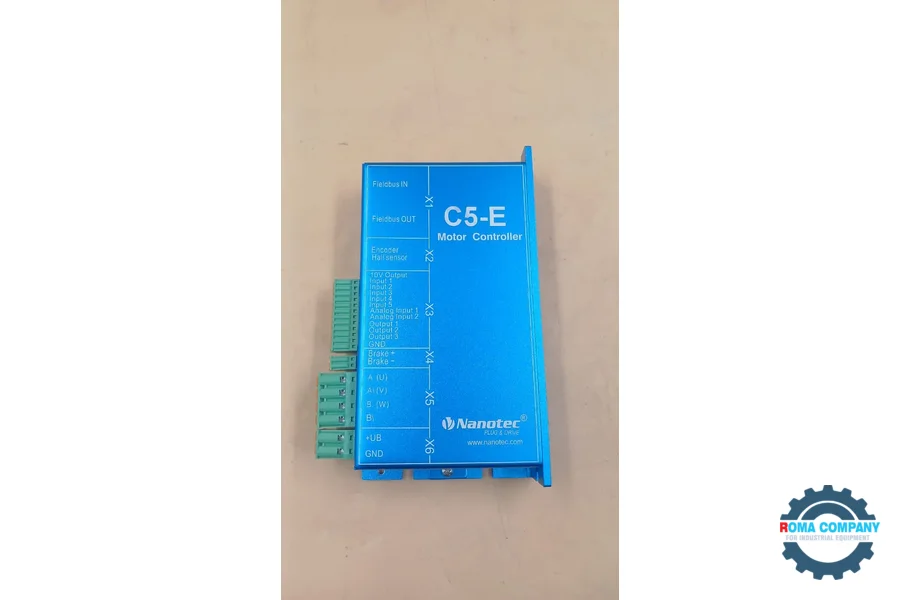 Fieldbus IN
X1
Fieldbus OUT
C5-E
Motor Controller
Encoder
Hall sensor
X2
10V Output
Input 1
Input 2
Input 3
Input 4
Input 5
Analog Input 1
Analog Input 2
Output 1
Output 2
Output 3
GND
X3
Brake +
Brake −
X4
A (U)
A\ (V)
B (W)
B\
X5
+UB
GND
X6
Nanotec®
PLUG & DRIVE
www.nanotec.com
ROMA COMPANY
FOR INDUSTRIAL EQUIPMENT